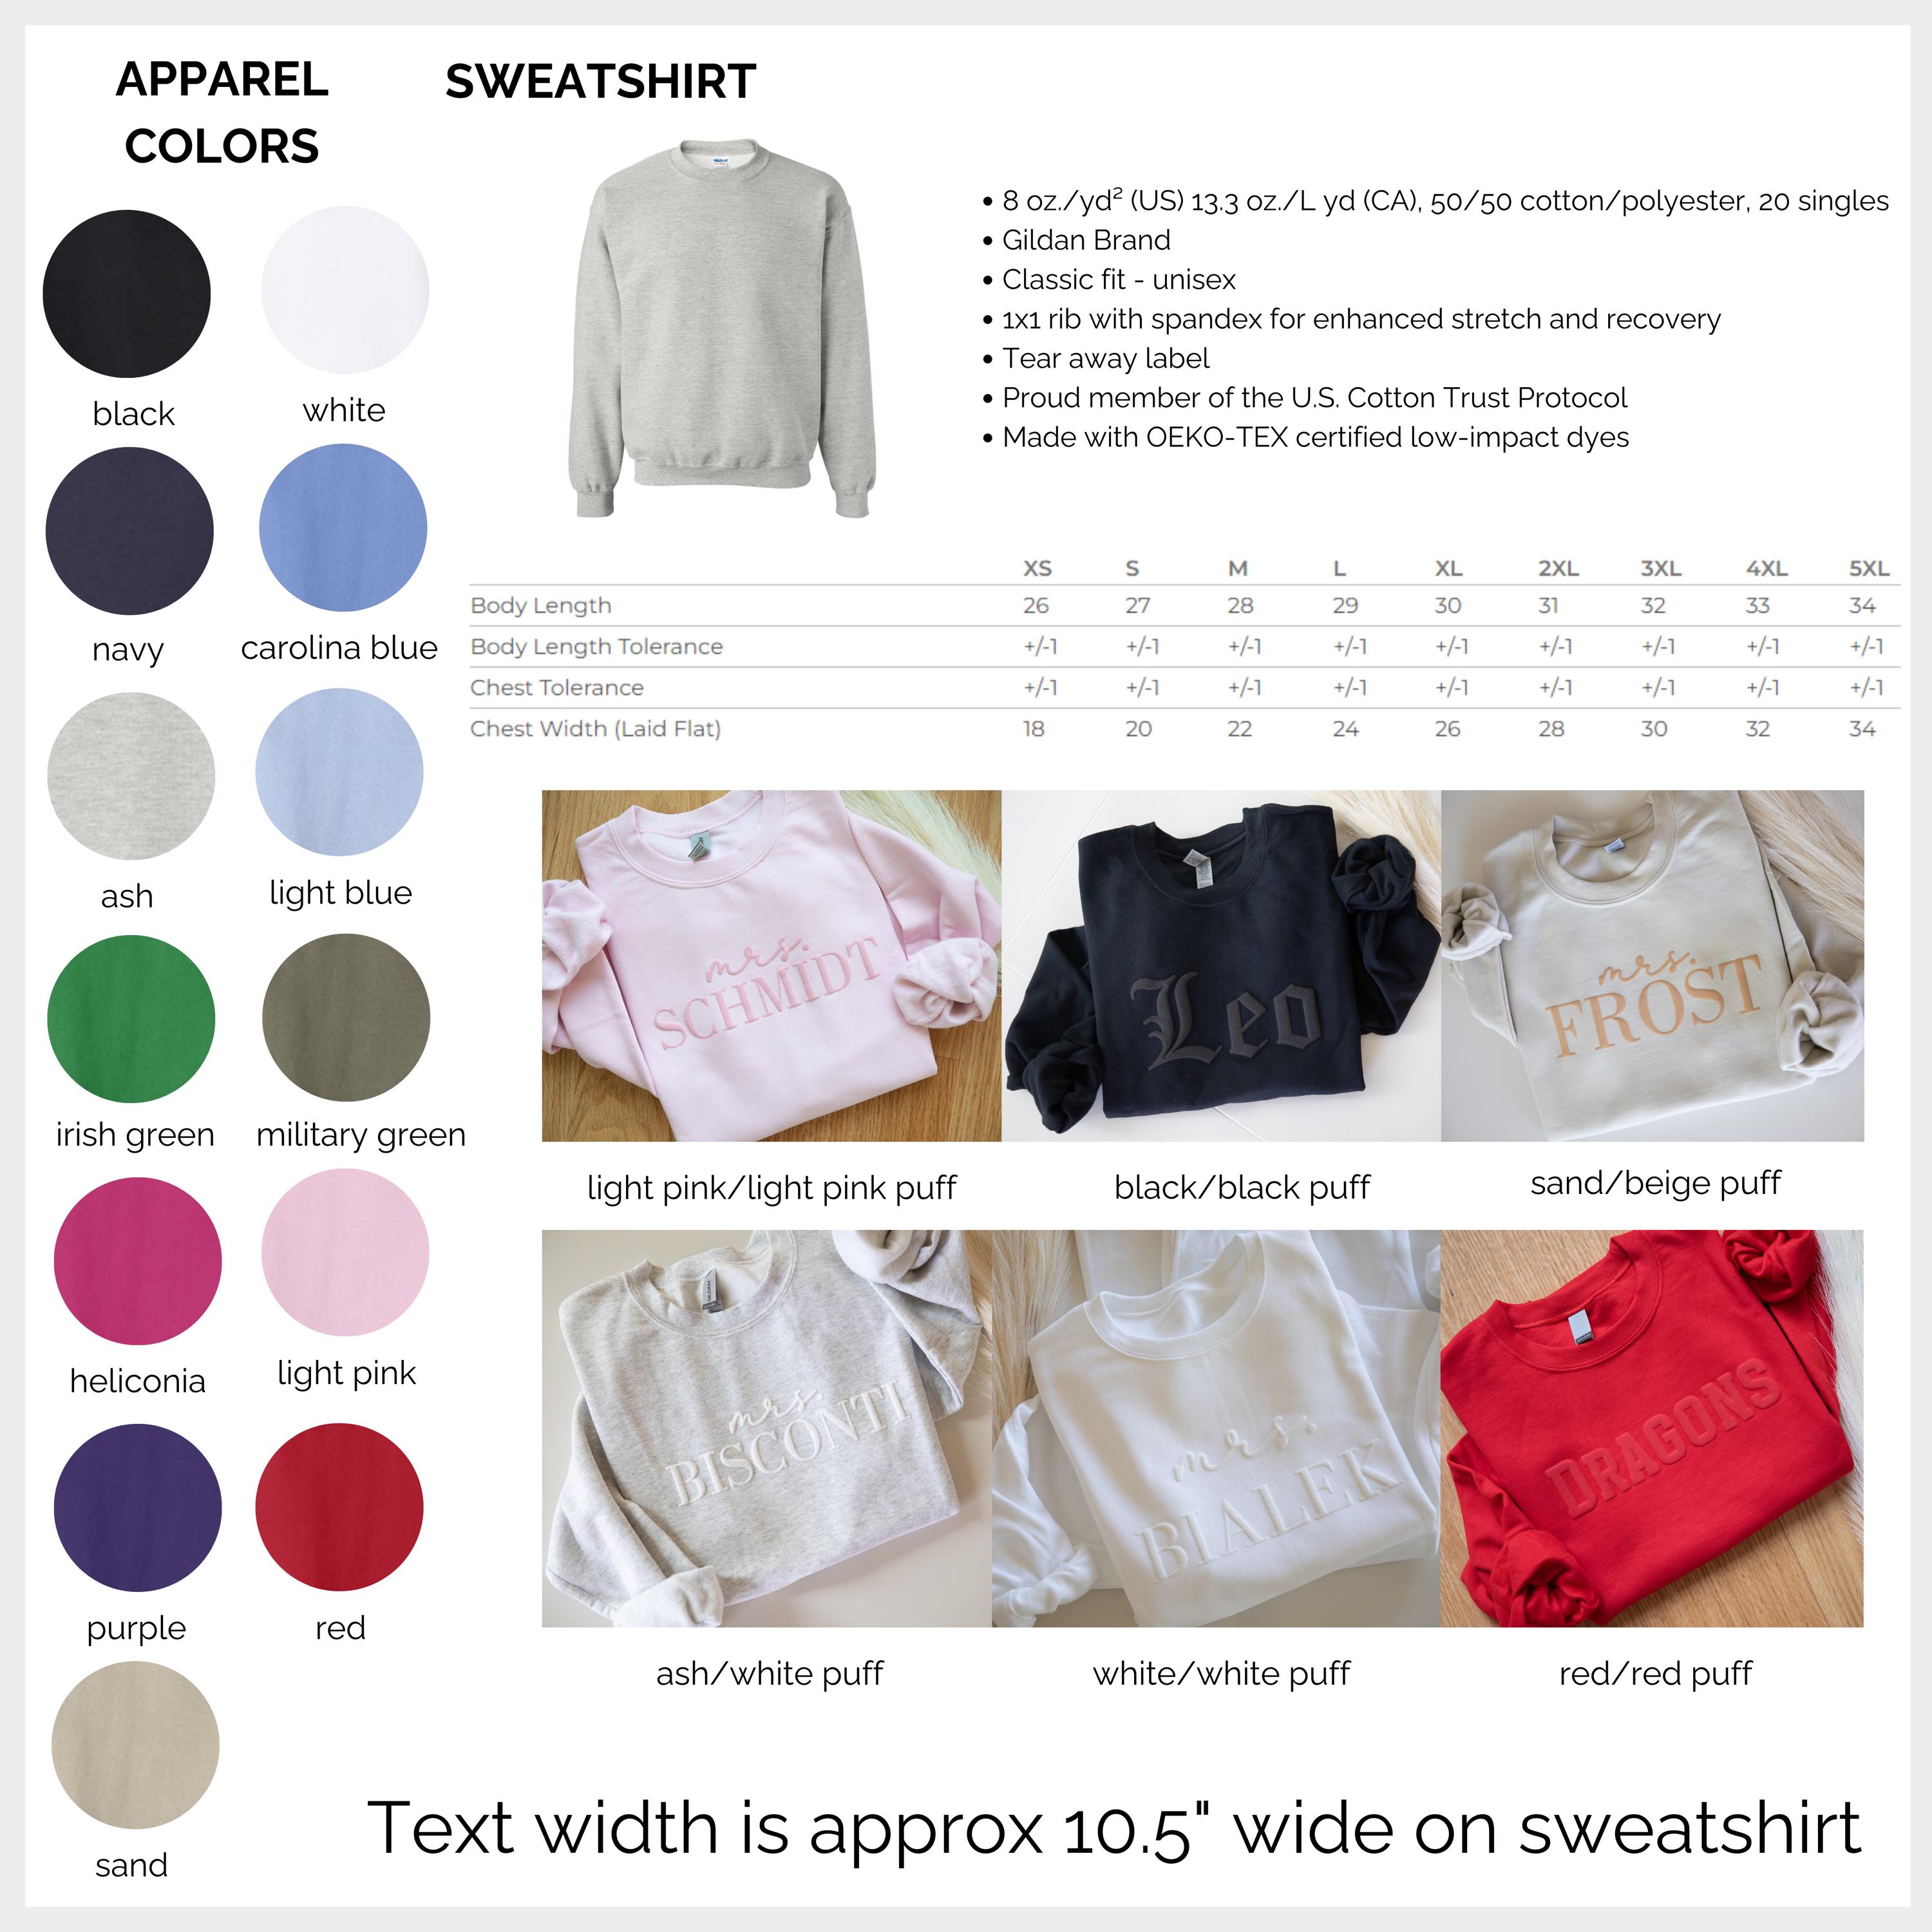 APPAREL
COLORS
SWEATSHIRT
• 8 oz./yd² (US) 13.3 oz./L yd (CA), 50/50 cotton/polyester, 20 singles
• Gildan Brand
• Classic fit - unisex
• 1x1 rib with spandex for enhanced stretch and recovery
• Tear away label
• Proud member of the U.S. Cotton Trust Protocol
• Made with OEKO-TEX certified low-impact dyes
black white
navy carolina blue
ash light blue
irish green military green
heliconia light pink
purple red
sand
XS S M L XL 2XL 3XL 4XL 5XL
Body Length 26 27 28 29 30 31 32 33 34
Body Length Tolerance +/-1 +/-1 +/-1 +/-1 +/-1 +/-1 +/-1 +/-1 +/-1
Chest Tolerance +/-1 +/-1 +/-1 +/-1 +/-1 +/-1 +/-1 +/-1 +/-1
Chest Width (Laid Flat) 18 20 22 24 26 28 30 32 34
mrs.
SCHMIDT
Leo
mrs.
FROST
light pink/light pink puff
black/black puff
sand/beige puff
mrs.
BISCONTI
mrs.
BIALEK
DRAGONS
ash/white puff
white/white puff
red/red puff
Text width is approx 10.5" wide on sweatshirt